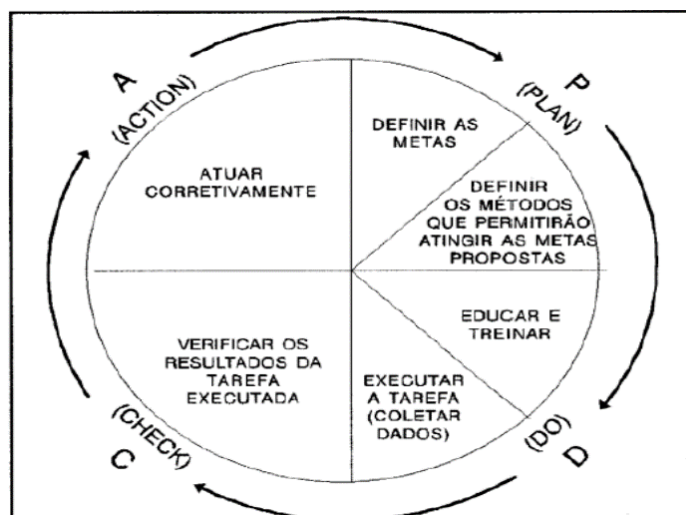 A
(ACTION)
P
(PLAN)
DEFINIR AS
METAS
ATUAR
CORRETIVAMENTE
DEFINIR
OS MÉTODOS
QUE PERMITIRÃO
ATINGIR AS METAS
PROPOSTAS
EDUCAR E
TREINAR
VERIFICAR OS
RESULTADOS DA
TAREFA
EXECUTADA
EXECUTAR
A TAREFA
(COLETAR
DADOS)
(CHECK)
C
(DO)
D